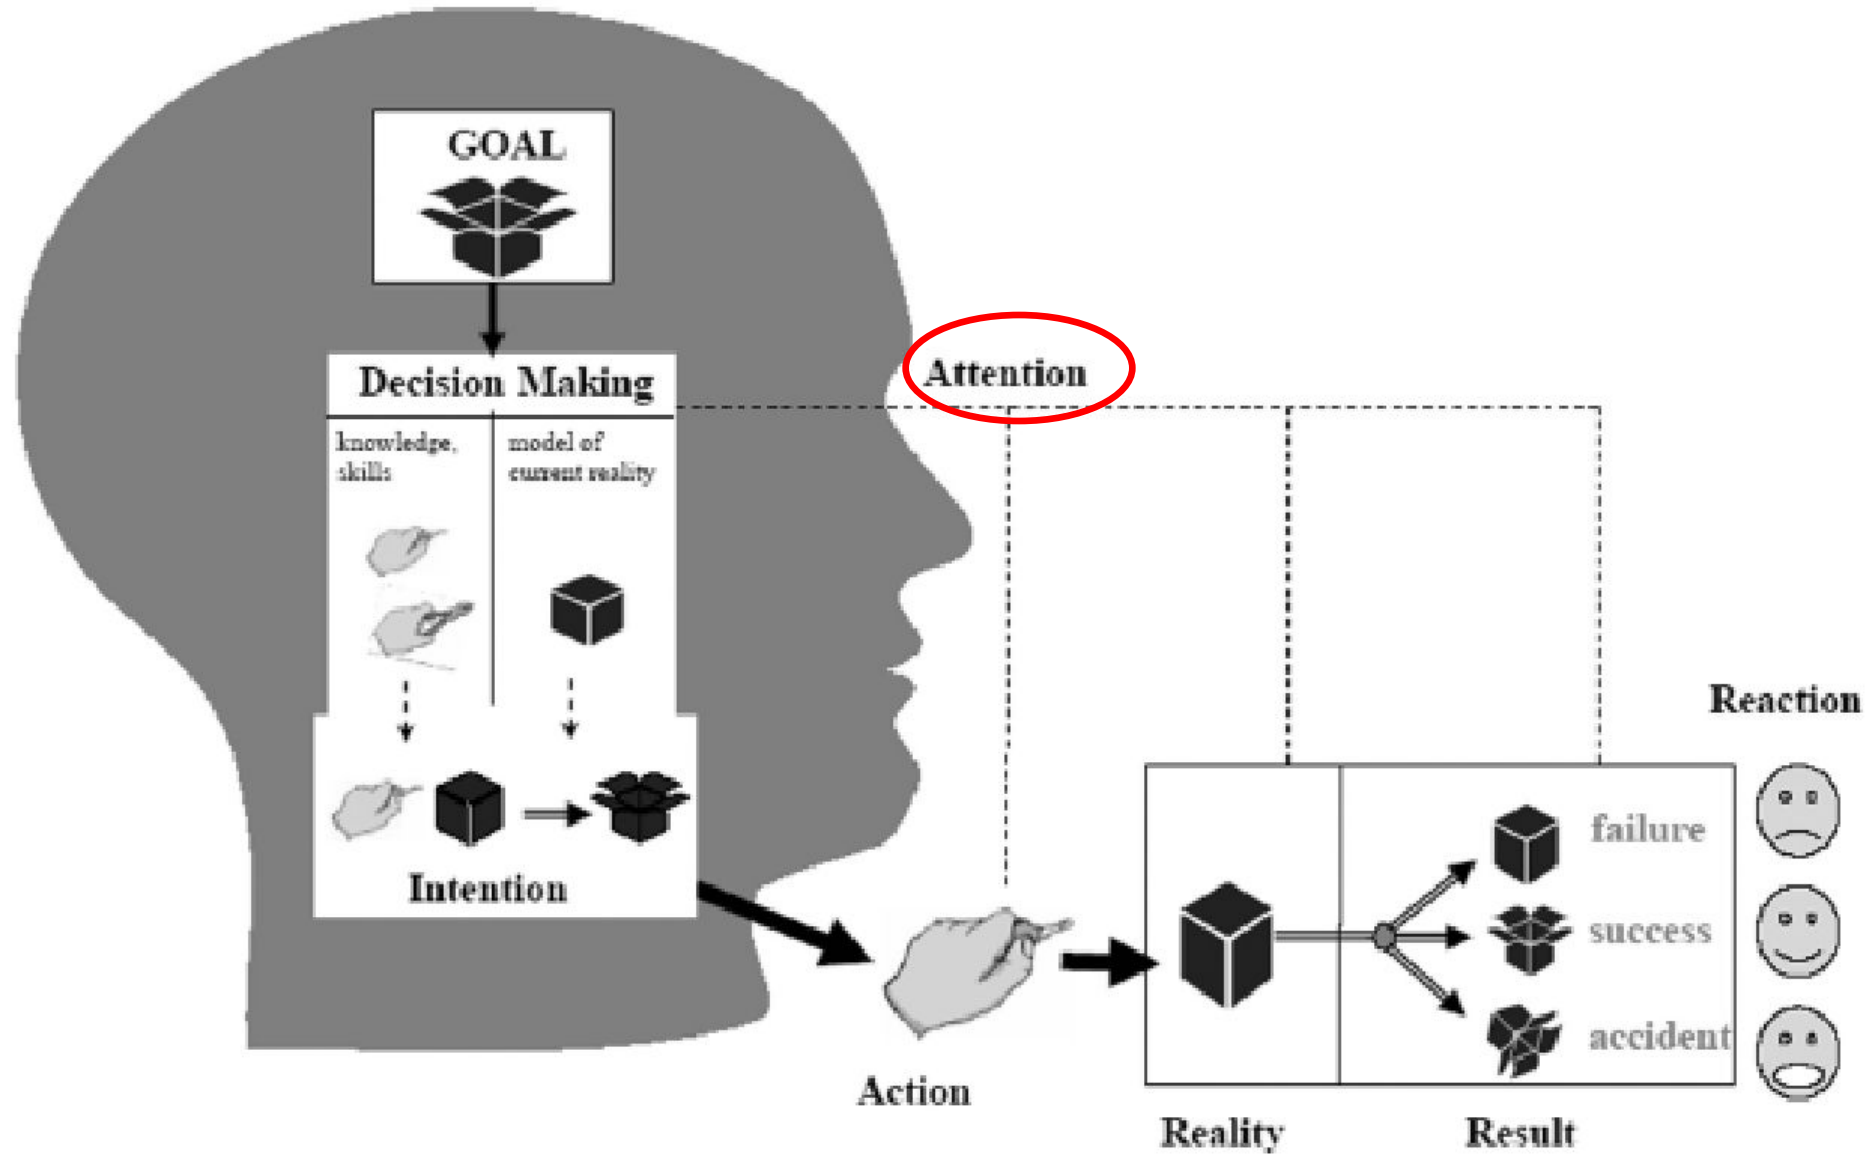 GOAL
Decision Making
Attention
knowledge,
skills
model of
current reality
Intention
Action
Reality
Result
failure
success
accident
Reaction